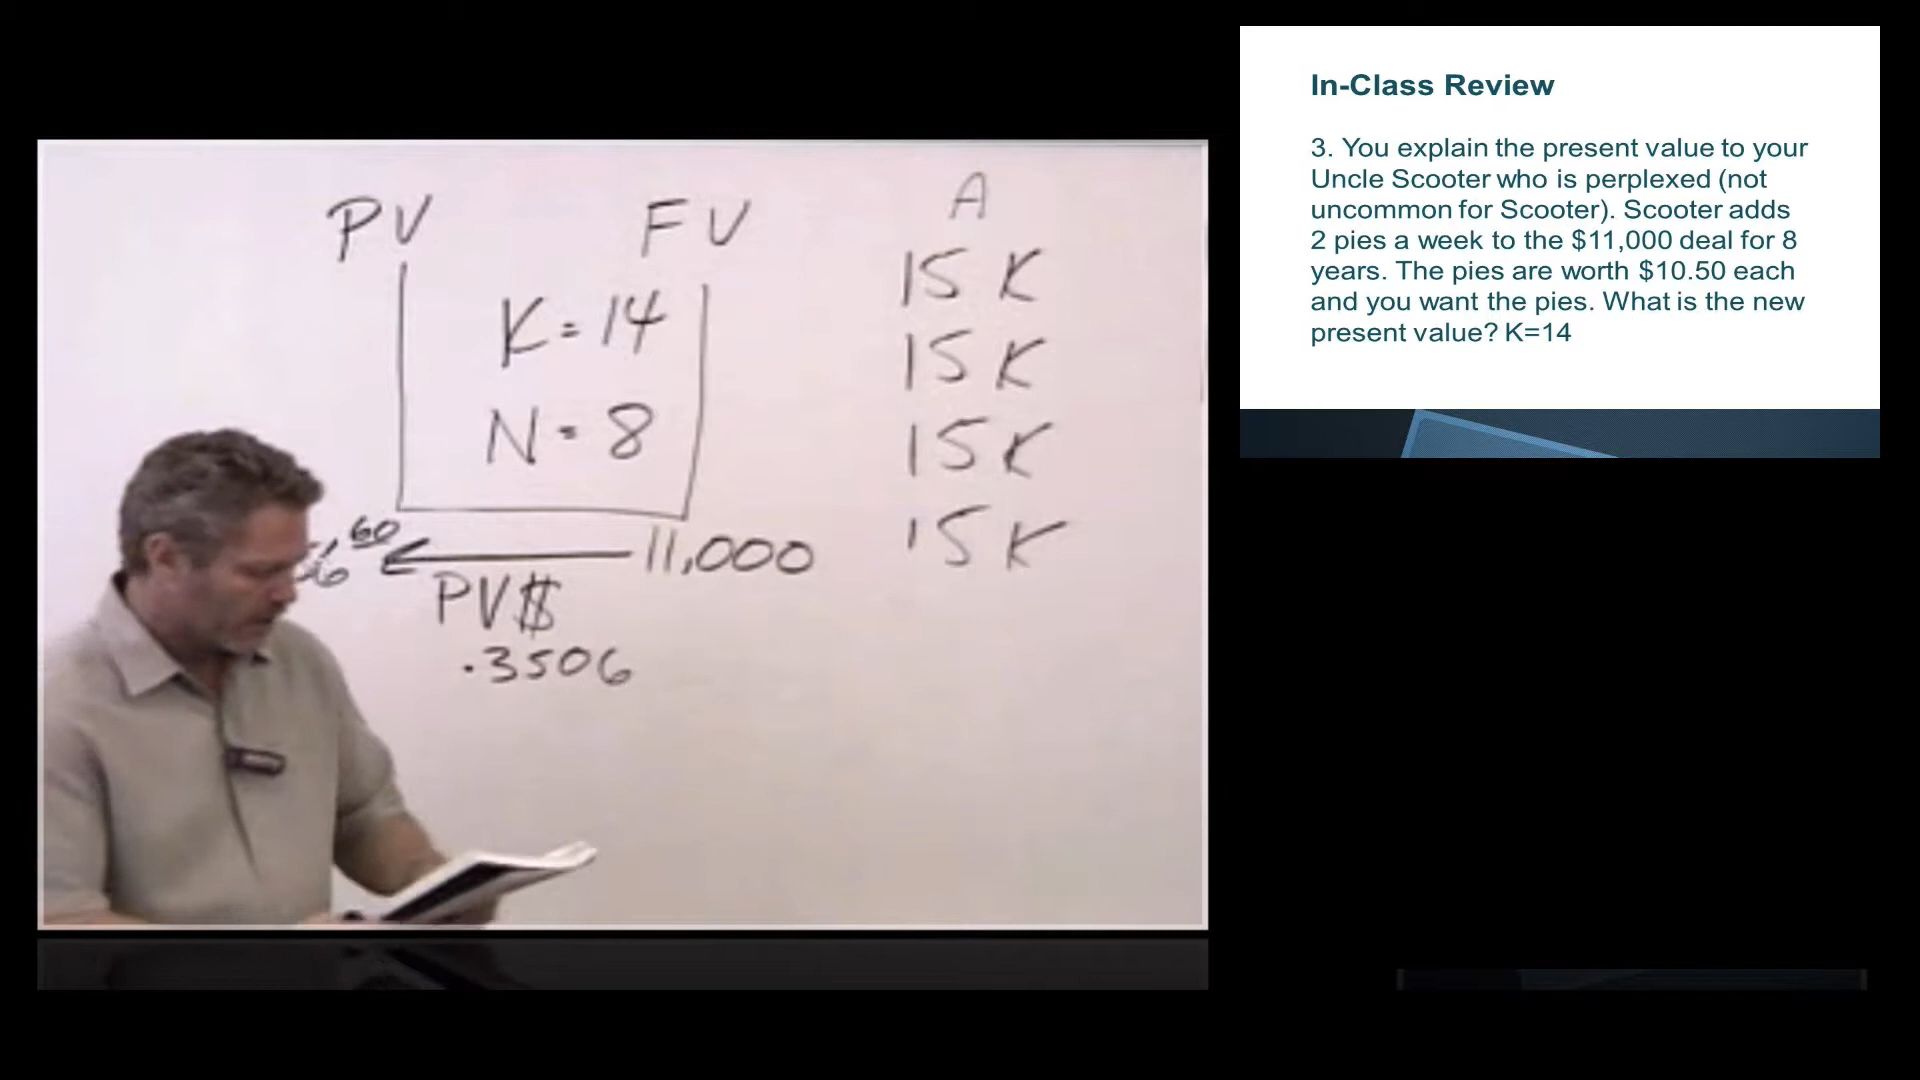 PV FV A
15 K
K = 14
15 K
N = 8
15 K
60
11,000
15 K
PV$
.3506
In-Class Review
3. You explain the present value to your
Uncle Scooter who is perplexed (not
uncommon for Scooter). Scooter adds
2 pies a week to the $11,000 deal for 8
years. The pies are worth $10.50 each
and you want the pies. What is the new
present value? K=14